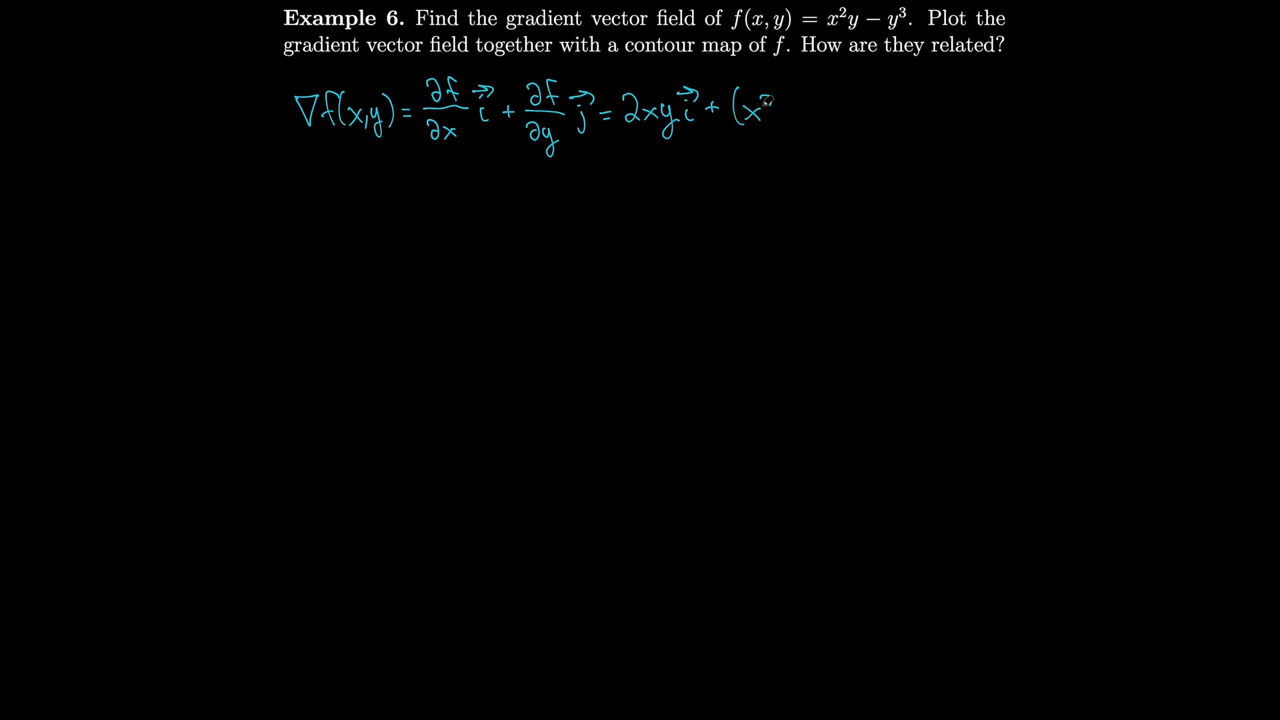 Example 6. Find the gradient vector field of f(x, y) = x²y − y³. Plot the
gradient vector field together with a contour map of f. How are they related?
∇f(x,y) = ∂f/∂x i⃗ + ∂f/∂y j⃗ = 2xy i⃗ + (x²